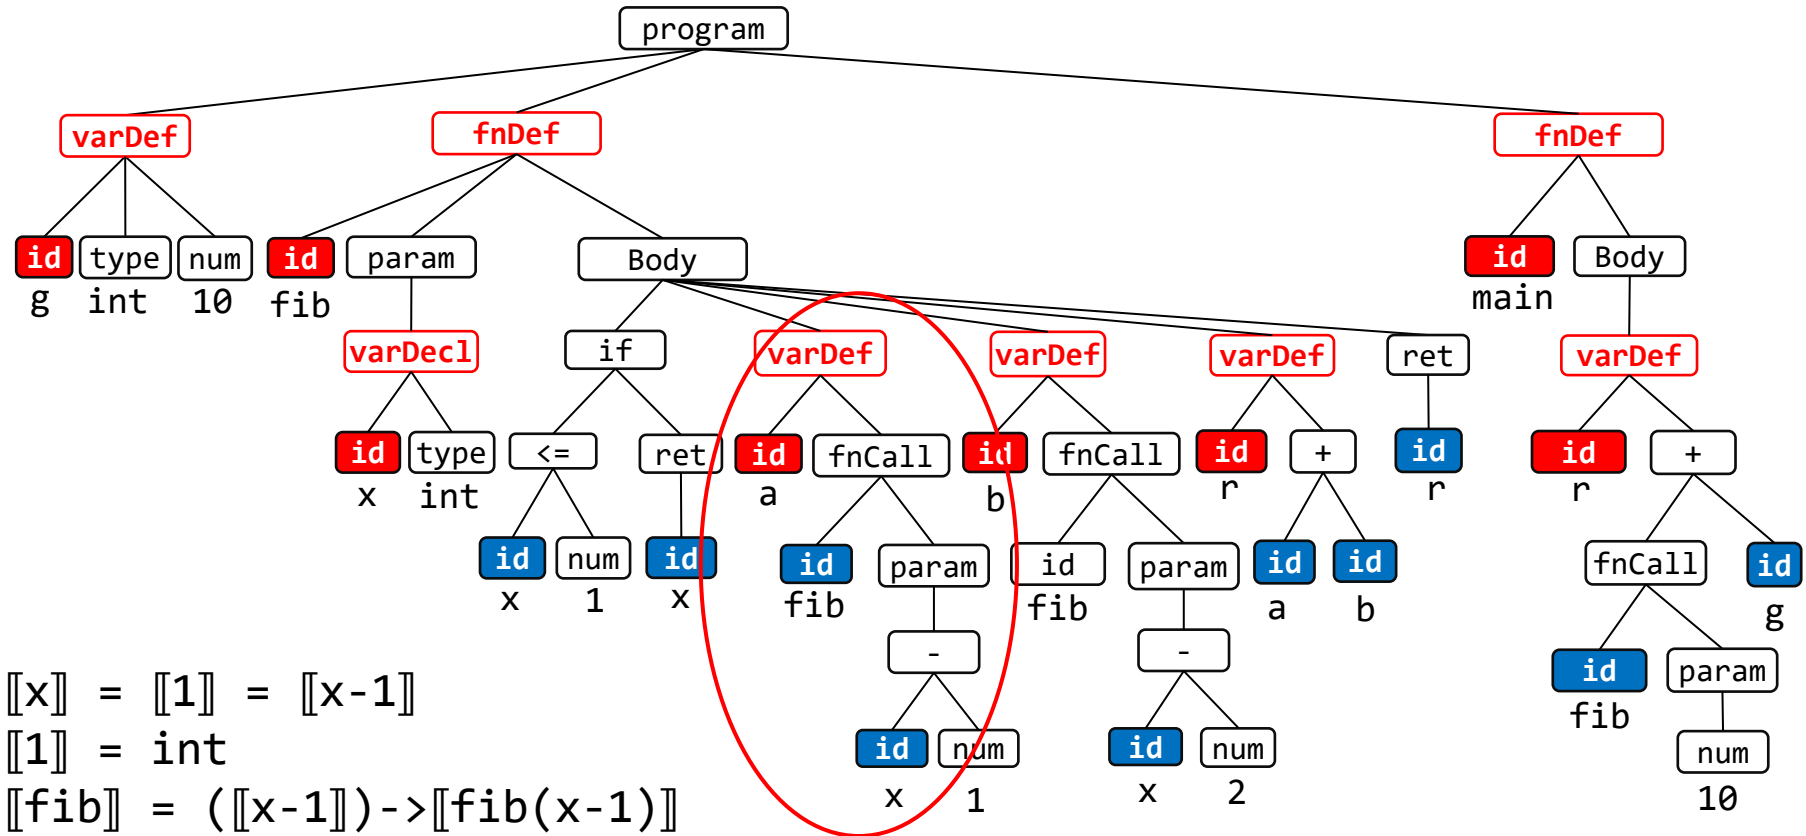 program
varDef fnDef fnDef
id type num id param Body id Body
g int 10 fib main
varDecl if varDef varDef varDef ret varDef
id type <= ret id fnCall id fnCall id + id id +
x int a b r r r
id num id id param id param id id fnCall id
x 1 x fib fib a b g
- - id param
fib
id num id num num
x 1 x 2 10
⟦x⟧ = ⟦1⟧ = ⟦x-1⟧
⟦1⟧ = int
⟦fib⟧ = (⟦x-1⟧)->⟦fib(x-1)⟧